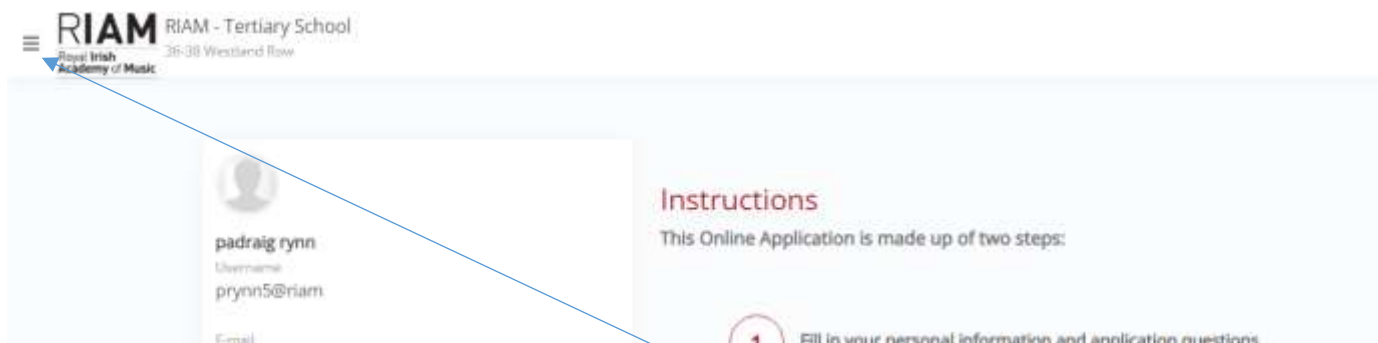 RIAM
Royal Irish
Academy of Music
RIAM - Tertiary School
36-38 Westland Row
padraig rynn
Username
prynn5@riam
E-mail
Instructions
This Online Application is made up of two steps:
1 Fill in your personal information and application questions